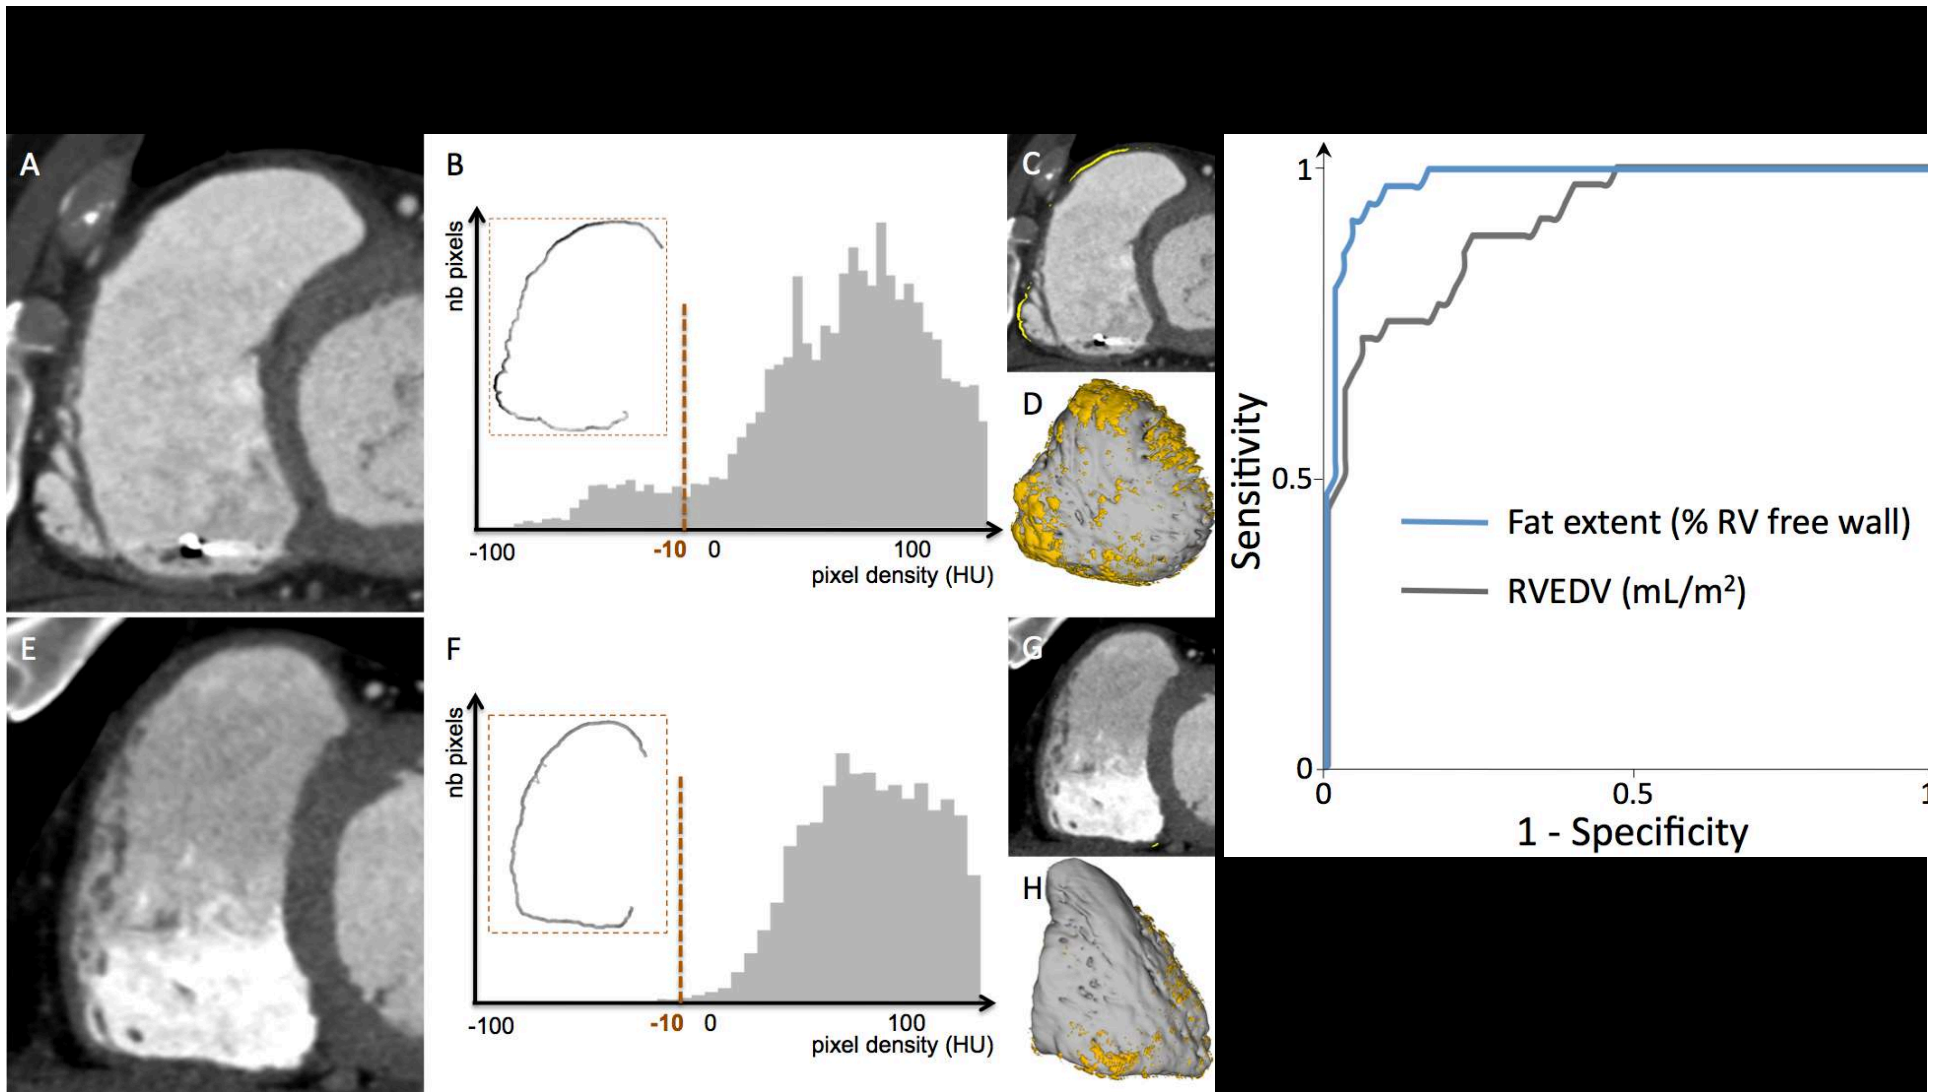 A
B
nb pixels
-100
-10
0
100
pixel density (HU)
C
D
E
F
nb pixels
-100
-10
0
100
pixel density (HU)
G
H
1
0.5
0
Sensitivity
Fat extent (% RV free wall)
RVEDV (mL/m²)
0
0.5
1
1 - Specificity